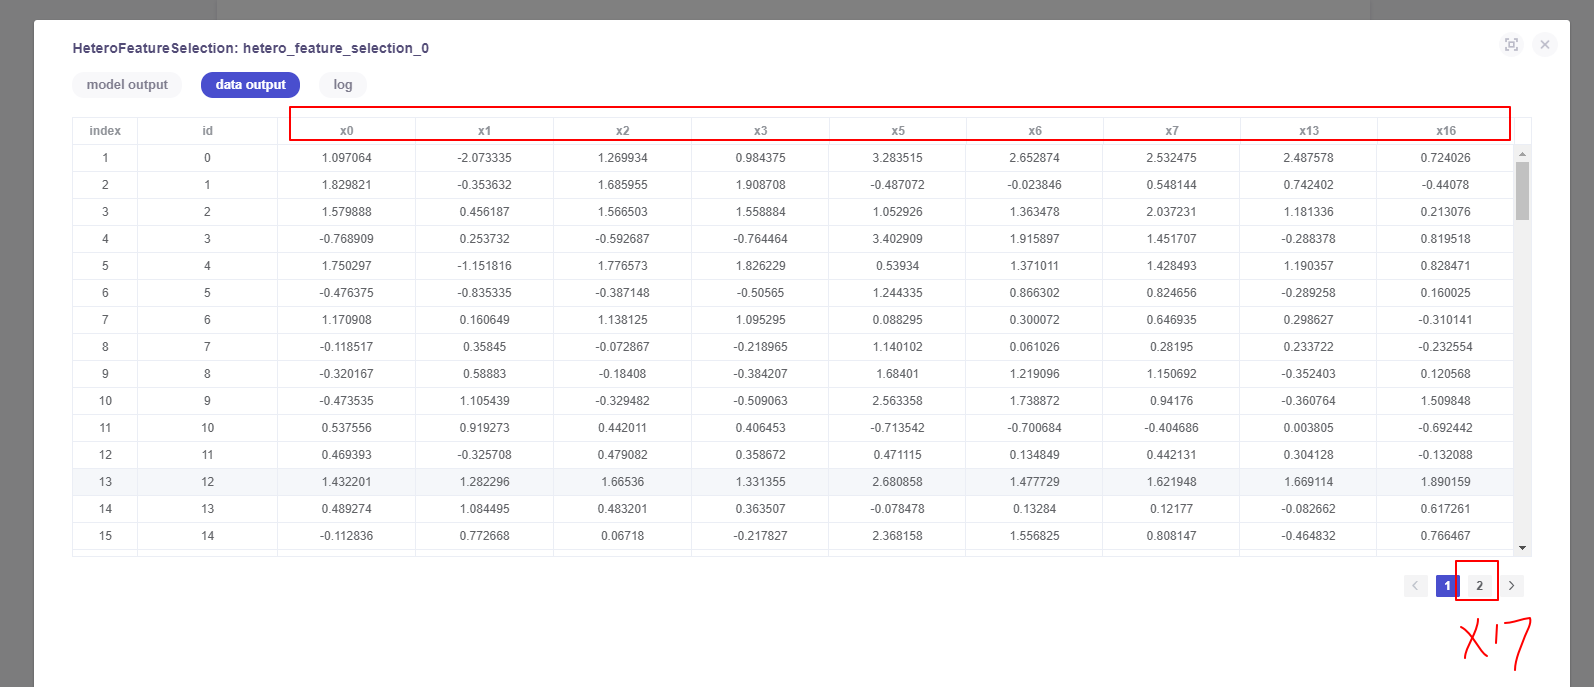 HeteroFeatureSelection: hetero_feature_selection_0
model output data output log
index id x0 x1 x2 x3 x5 x6 x7 x13 x16
1 0 1.097064 -2.073335 1.269934 0.984375 3.283515 2.652874 2.532475 2.487578 0.724026
2 1 1.829821 -0.353632 1.685955 1.908708 -0.487072 -0.023846 0.548144 0.742402 -0.44078
3 2 1.579888 0.456187 1.566503 1.558884 1.052926 1.363478 2.037231 1.181336 0.213076
4 3 -0.768909 0.253732 -0.592687 -0.764464 3.402909 1.915897 1.451707 -0.288378 0.819518
5 4 1.750297 -1.151816 1.776573 1.826229 0.53934 1.371011 1.428493 1.190357 0.828471
6 5 -0.476375 -0.835335 -0.387148 -0.50565 1.244335 0.866302 0.824656 -0.289258 0.160025
7 6 1.170908 0.160649 1.138125 1.095295 0.088295 0.300072 0.646935 0.298627 -0.310141
8 7 -0.118517 0.35845 -0.072867 -0.218965 1.140102 0.061026 0.28195 0.233722 -0.232554
9 8 -0.320167 0.58883 -0.18408 -0.384207 1.68401 1.219096 1.150692 -0.352403 0.120568
10 9 -0.473535 1.105439 -0.329482 -0.509063 2.563358 1.738872 0.94176 -0.360764 1.509848
11 10 0.537556 0.919273 0.442011 0.406453 -0.713542 -0.700684 -0.404686 0.003805 -0.692442
12 11 0.469393 -0.325708 0.479082 0.358672 0.471115 0.134849 0.442131 0.304128 -0.132088
13 12 1.432201 1.282296 1.66536 1.331355 2.680858 1.477729 1.621948 1.669114 1.890159
14 13 0.489274 1.084495 0.483201 0.363507 -0.078478 0.13284 0.12177 -0.082662 0.617261
15 14 -0.112836 0.772668 0.06718 -0.217827 2.368158 1.556825 0.808147 -0.464832 0.766467
1 2
x17